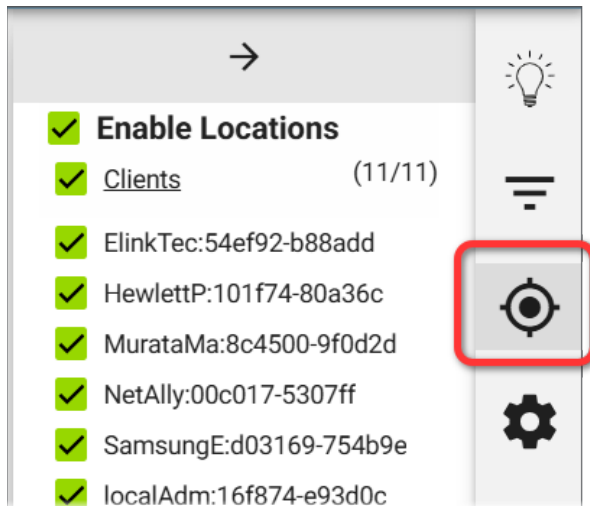 Enable Locations
Clients (11/11)
ElinkTec:54ef92-b88add
HewlettP:101f74-80a36c
MurataMa:8c4500-9f0d2d
NetAlly:00c017-5307ff
SamsungE:d03169-754b9e
localAdm:16f874-e93d0c